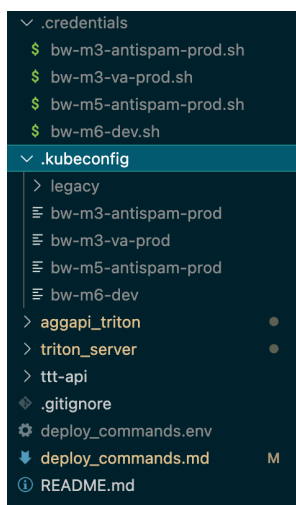 .credentials
$ bw-m3-antispam-prod.sh
$ bw-m3-va-prod.sh
$ bw-m5-antispam-prod.sh
$ bw-m6-dev.sh
.kubeconfig
legacy
bw-m3-antispam-prod
bw-m3-va-prod
bw-m5-antispam-prod
bw-m6-dev
aggapi_triton
triton_server
ttt-api
.gitignore
deploy_commands.env
deploy_commands.md M
README.md